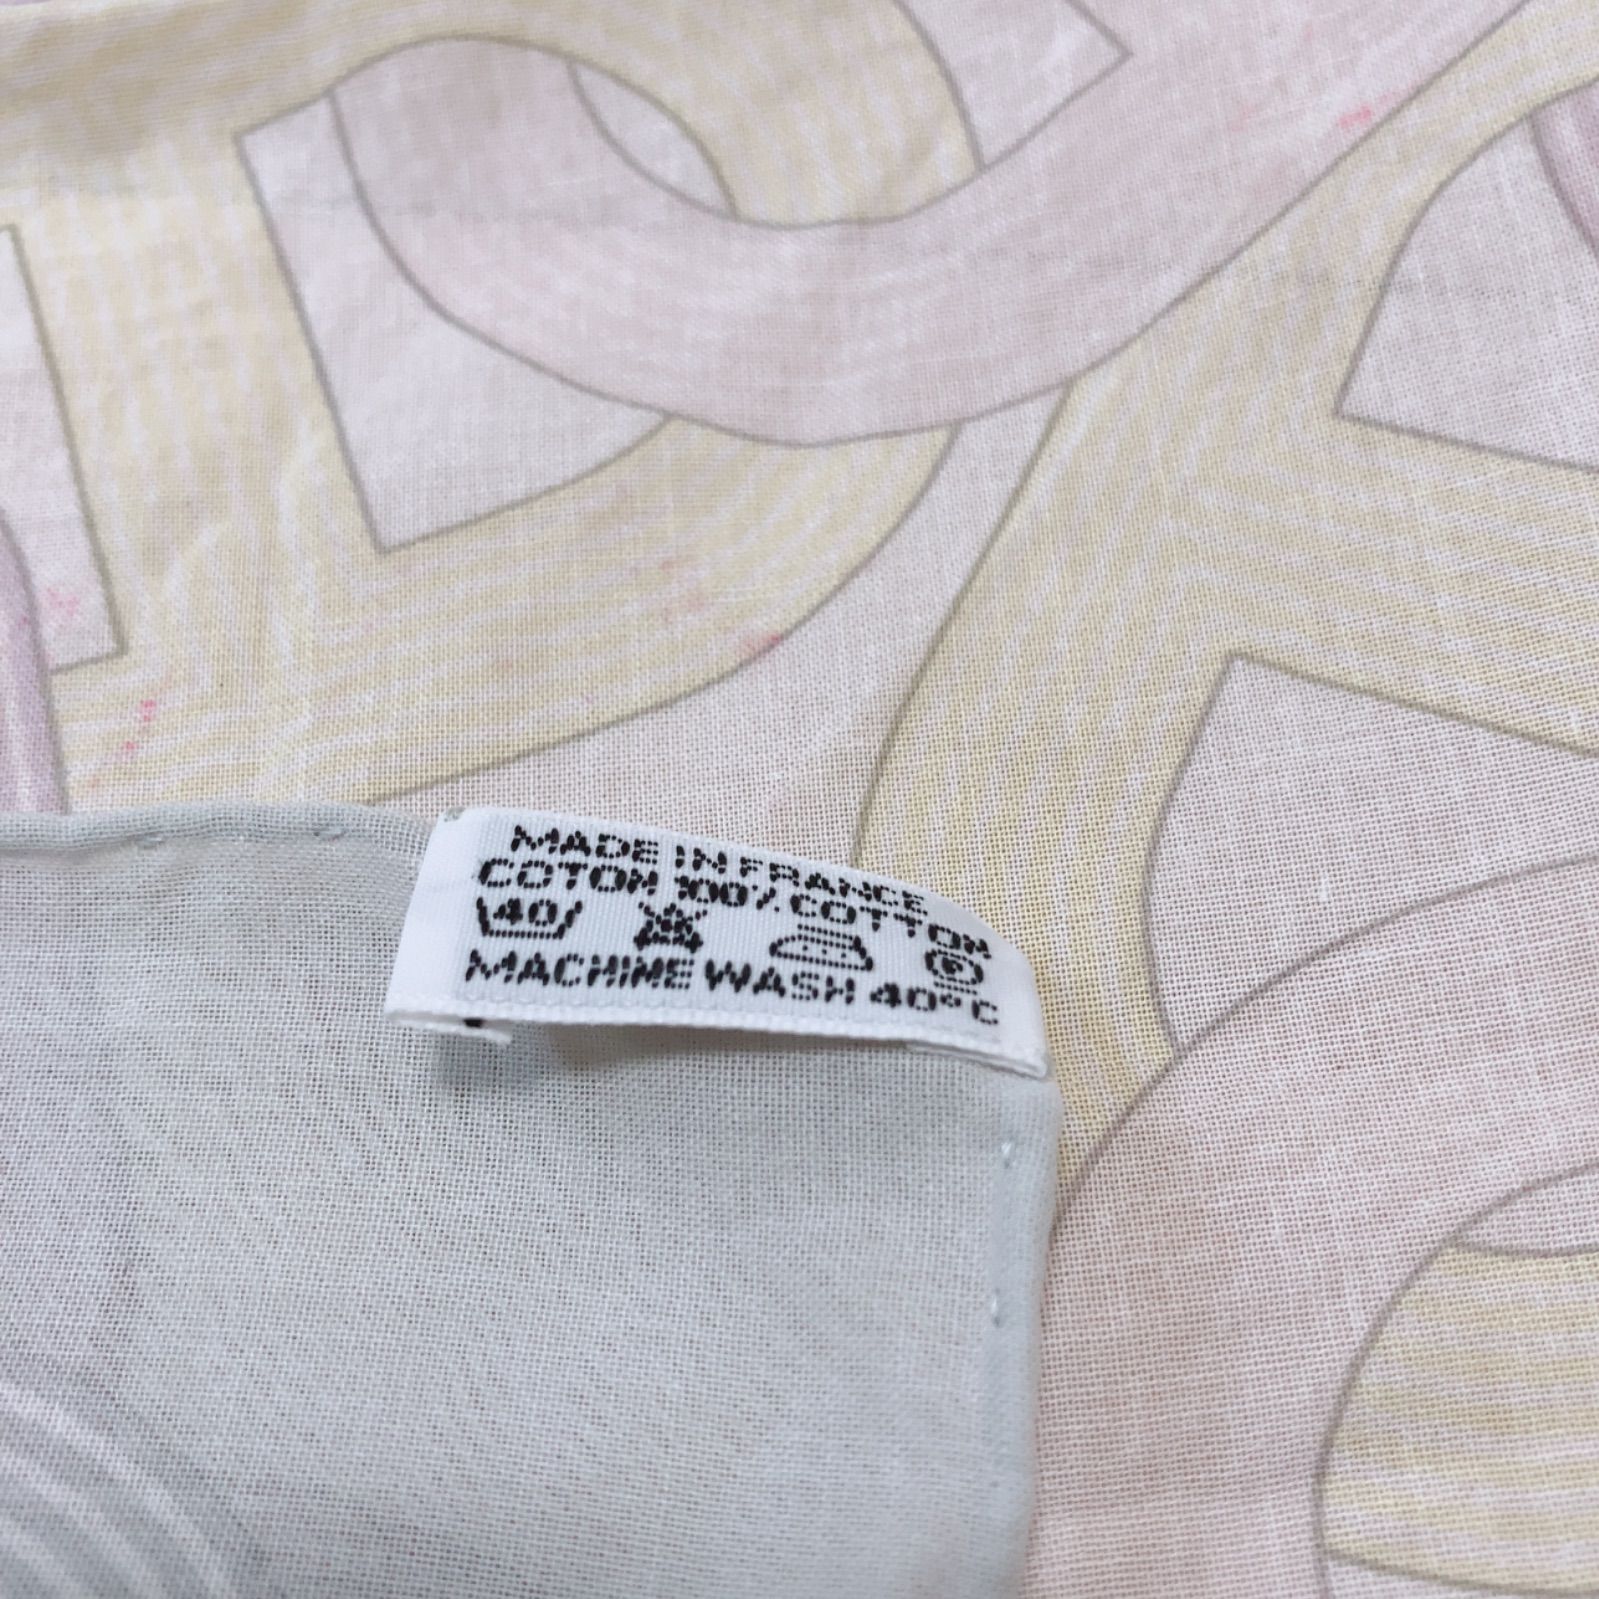 MADE IN FRANCE
COTON 100% COTTON
40 P
MACHINE WASH 40°C